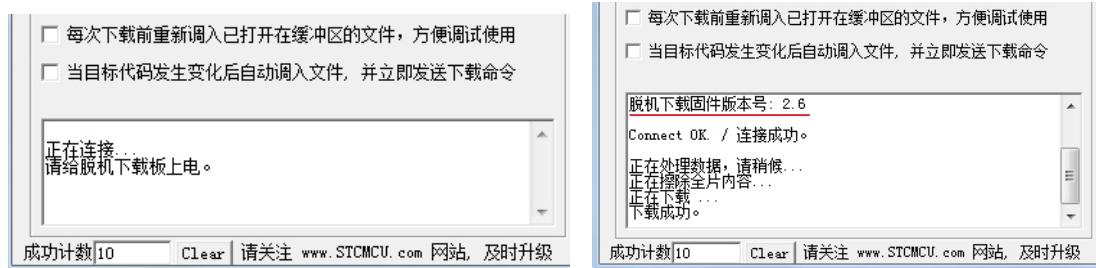 每次下载前重新调入已打开在缓冲区的文件，方便调试使用
当目标代码发生变化后自动调入文件, 并立即发送下载命令
正在连接...
请给脱机下载板上电。
成功计数 10 Clear 请关注 www.STCMCU.com 网站, 及时升级
每次下载前重新调入已打开在缓冲区的文件，方便调试使用
当目标代码发生变化后自动调入文件, 并立即发送下载命令
脱机下载固件版本号: 2.6
Connect OK. / 连接成功。
正在处理数据，请稍候...
正在擦除全片内容...
正在下载 ...
下载成功。
成功计数 10 Clear 请关注 www.STCMCU.com 网站, 及时升级